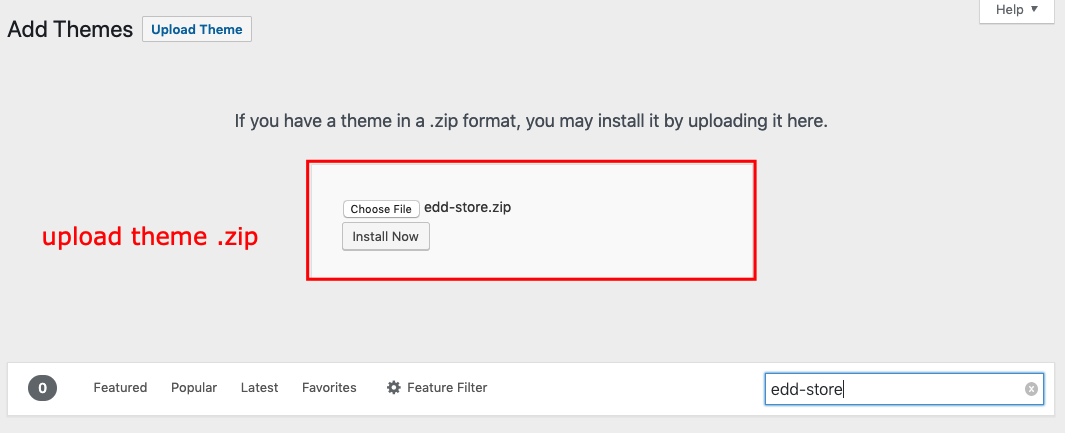 Help ▼
Add Themes Upload Theme
If you have a theme in a .zip format, you may install it by uploading it here.
Choose File edd-store.zip
upload theme .zip
Install Now
0 Featured Popular Latest Favorites Feature Filter edd-store